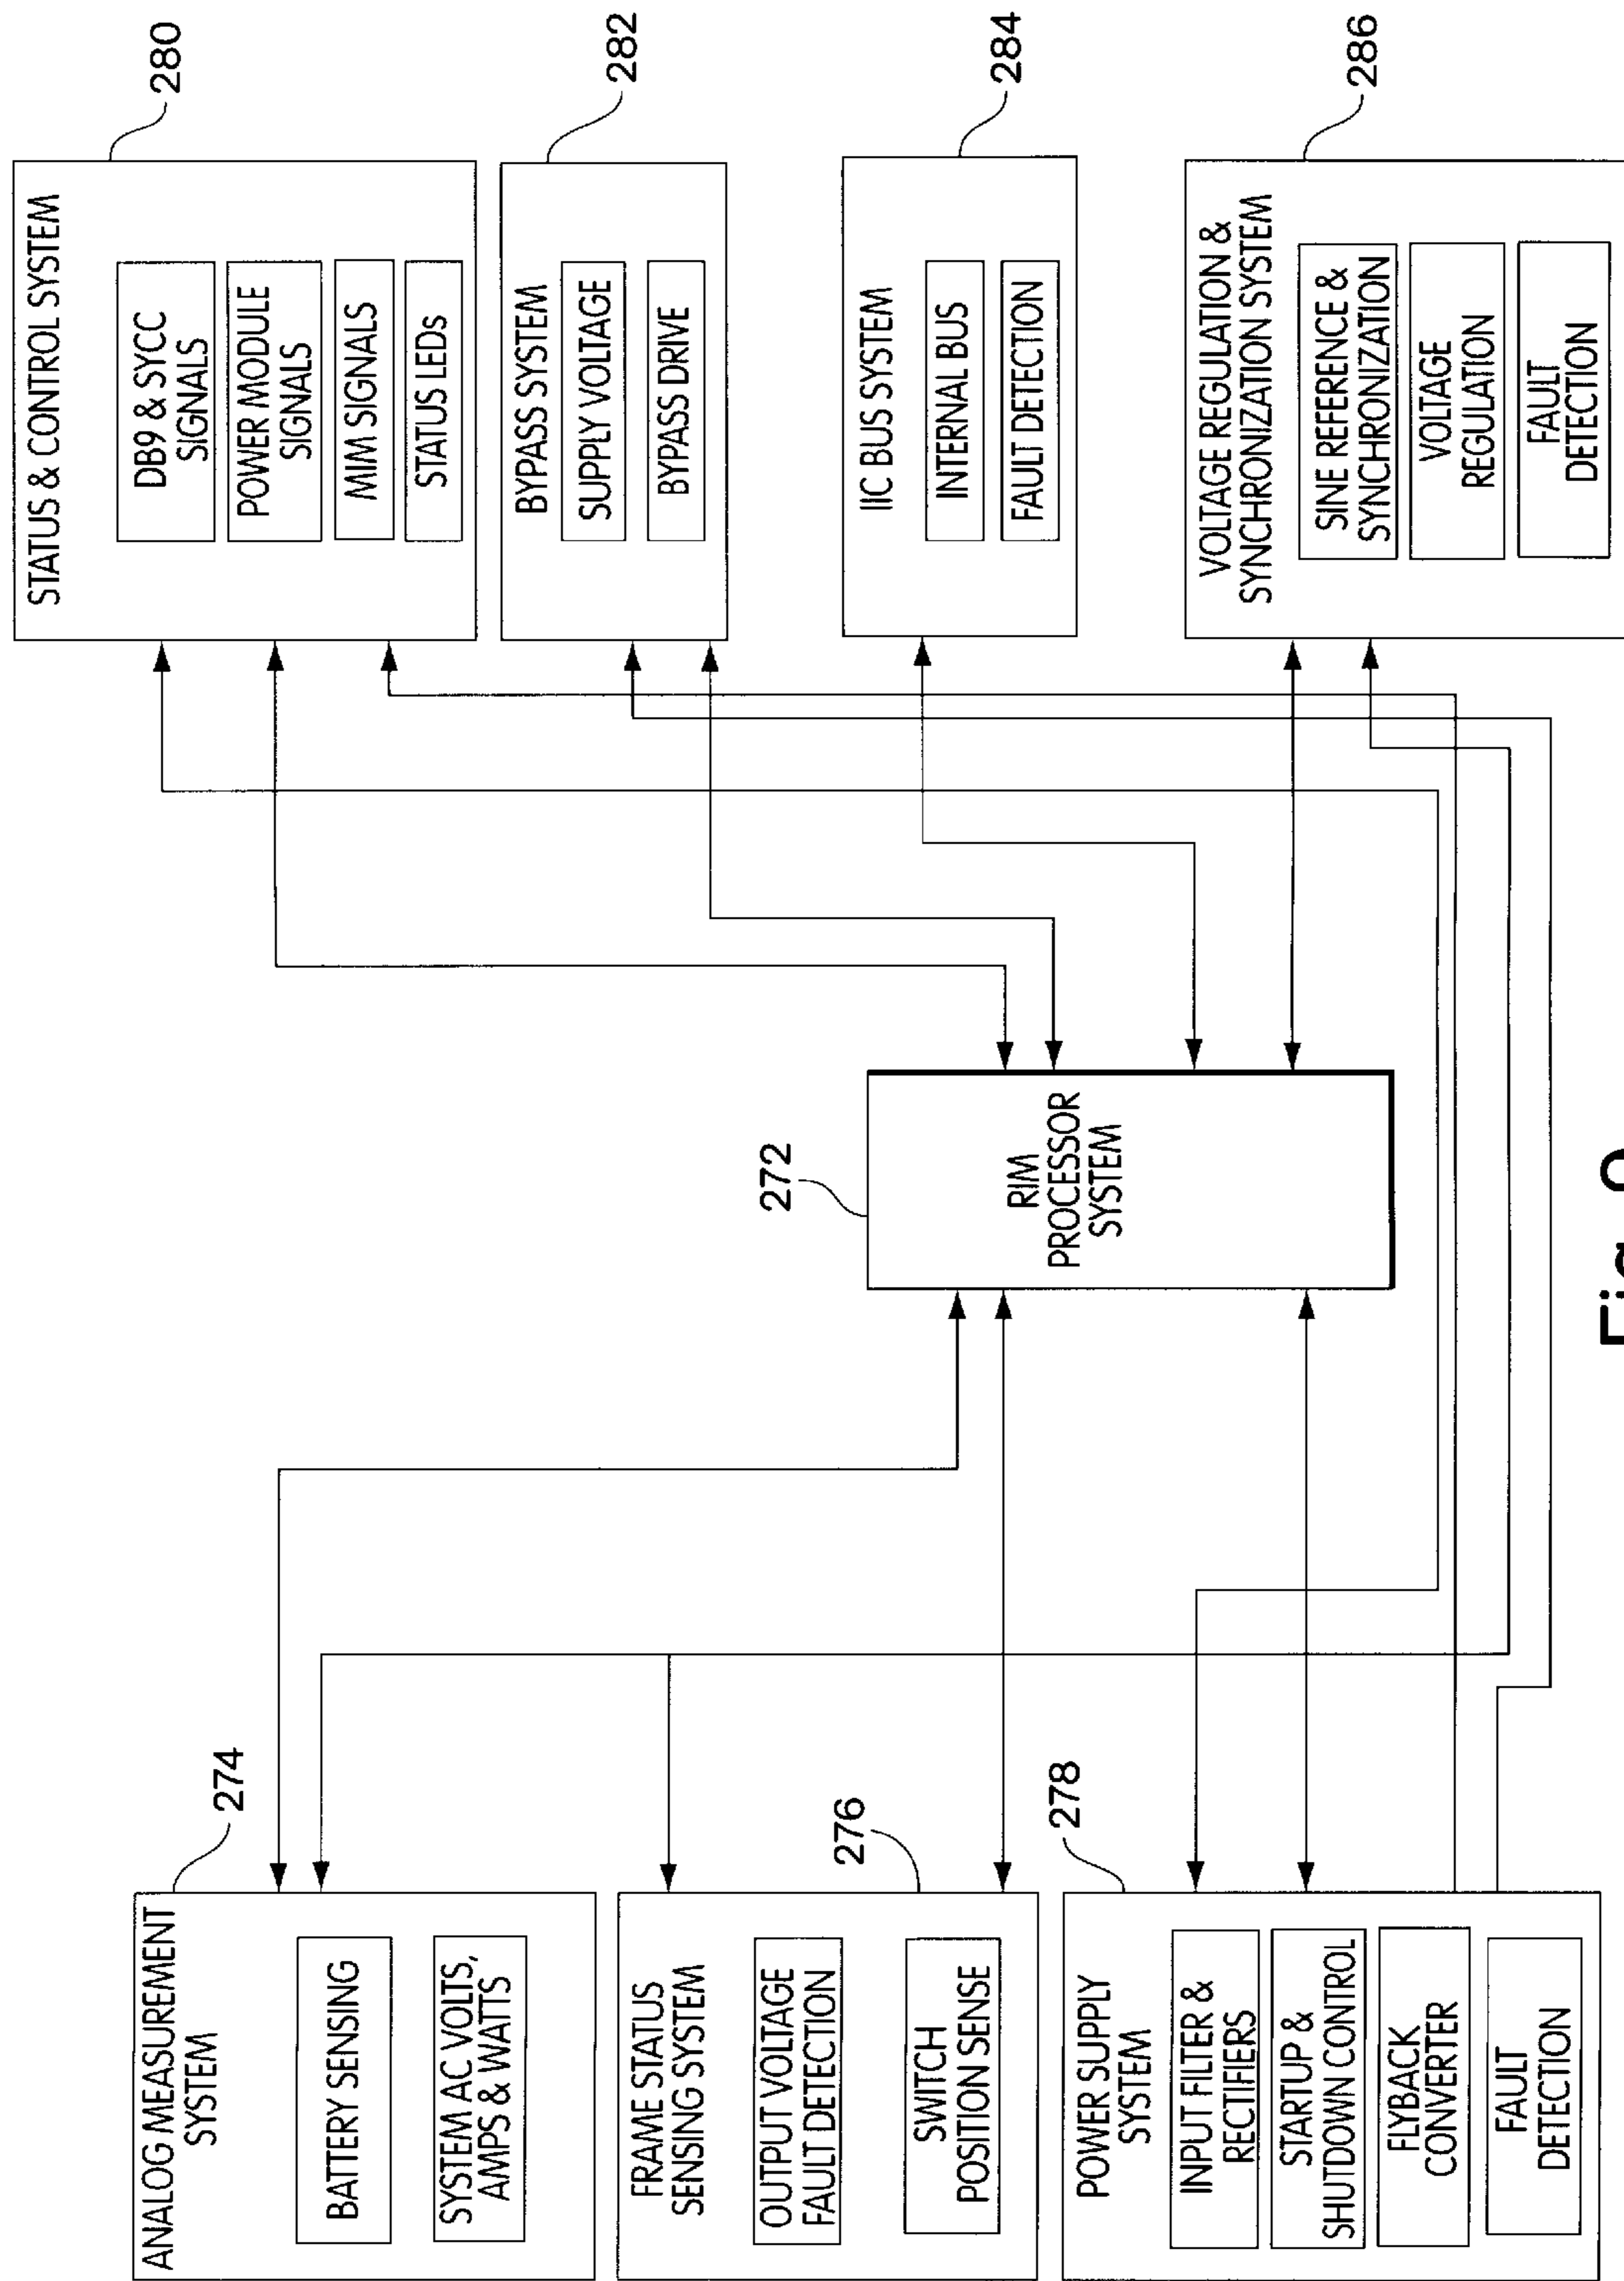 ANALOG MEASUREMENT
SYSTEM
274
BATTERY SENSING
SYSTEM AC VOLTS,
AMPS & WATTS
FRAME STATUS
SENSING SYSTEM
276
OUTPUT VOLTAGE
FAULT DETECTION
SWITCH
POSITION SENSE
POWER SUPPLY
SYSTEM
278
INPUT FILTER &
RECTIFIERS
STARTUP &
SHUTDOWN CONTROL
FLYBACK
CONVERTER
FAULT
DETECTION
272
RIM
PROCESSOR
SYSTEM
STATUS & CONTROL SYSTEM
280
DB9 & SYCC
SIGNALS
POWER MODULE
SIGNALS
MIM SIGNALS
STATUS LEDs
BYPASS SYSTEM
282
SUPPLY VOLTAGE
BYPASS DRIVE
IIC BUS SYSTEM
284
INTERNAL BUS
FAULT DETECTION
VOLTAGE REGULATION &
SYNCHRONIZATION SYSTEM
286
SINE REFERENCE &
SYNCHRONIZATION
VOLTAGE
REGULATION
FAULT
DETECTION
Fig.